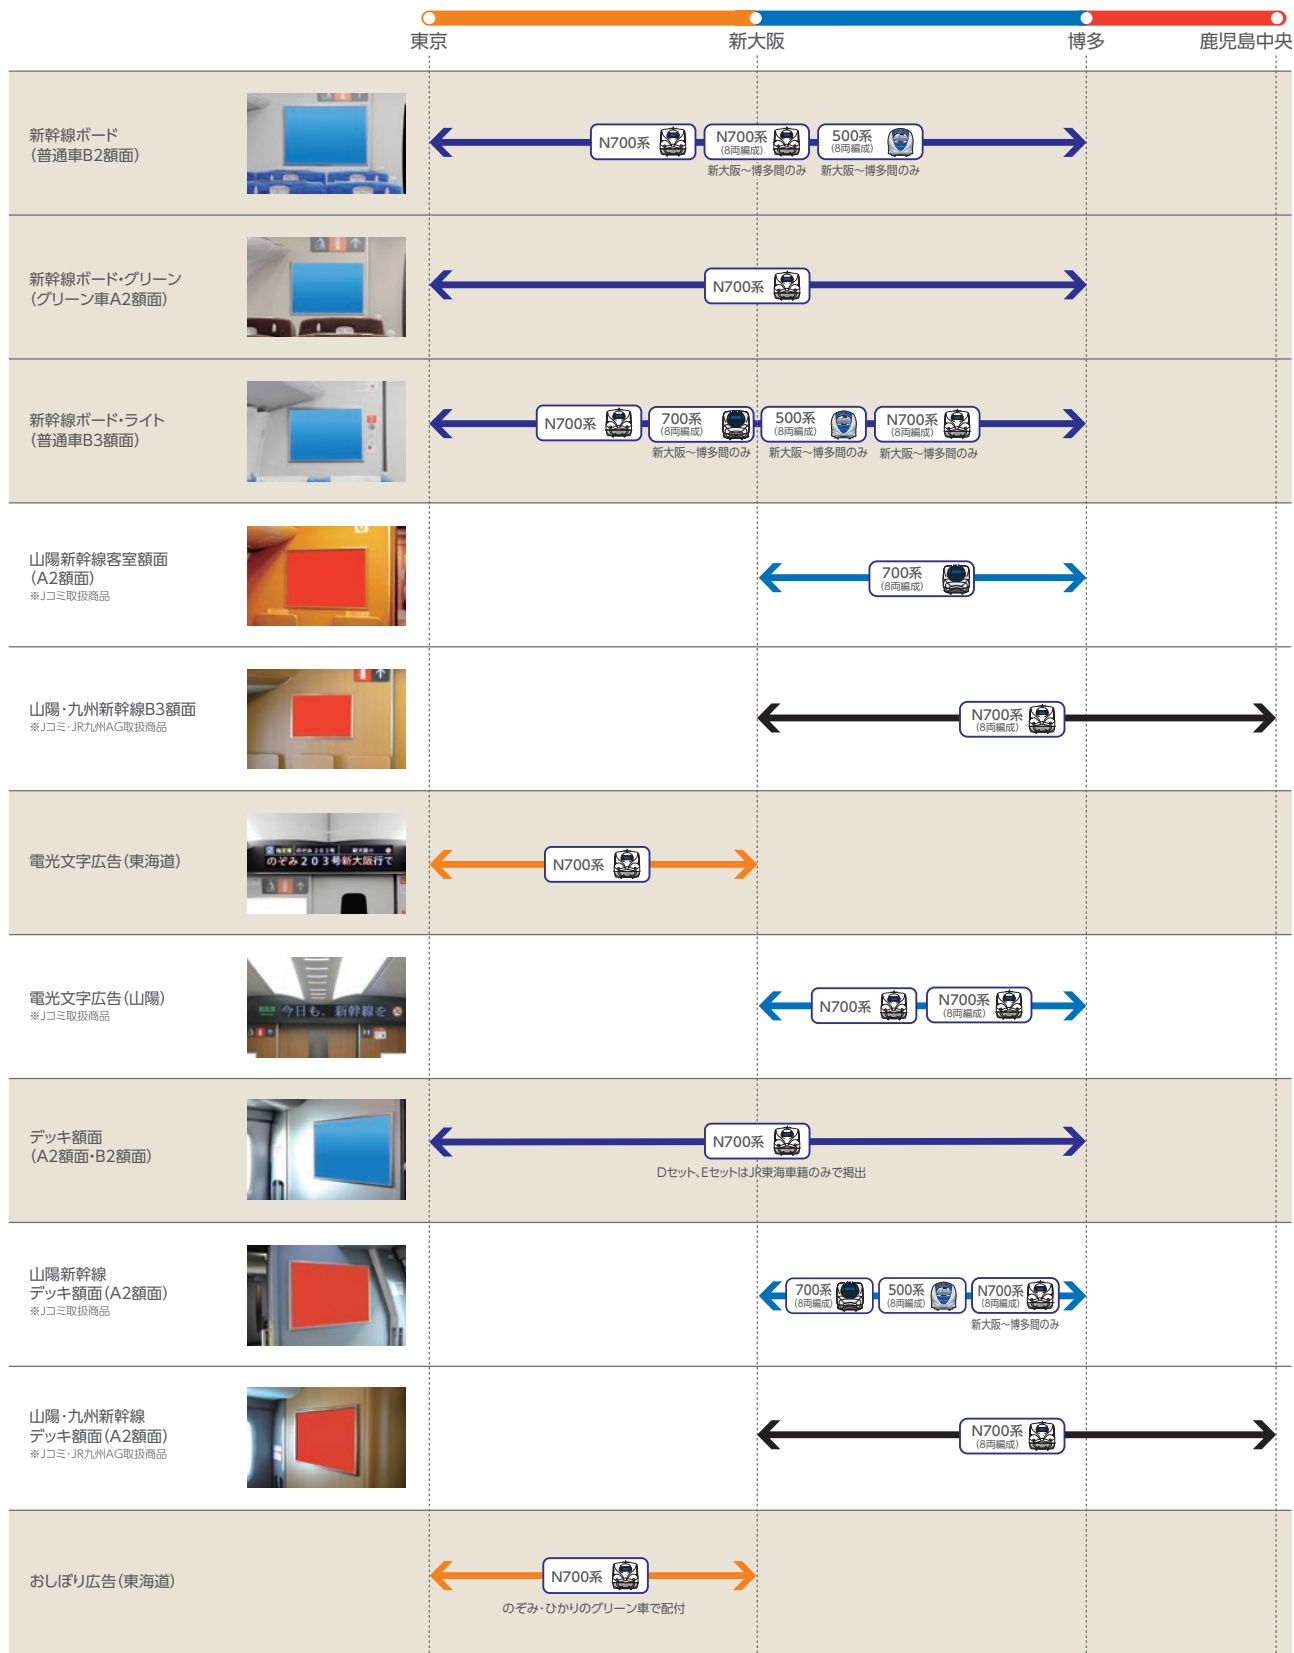 東京 新大阪 博多 鹿児島中央
新幹線ボード
(普通車B2額面)
N700系 N700系 500系
(8両編成) (8両編成)
新大阪～博多間のみ 新大阪～博多間のみ
新幹線ボード・グリーン
(グリーン車A2額面)
N700系
新幹線ボード・ライト
(普通車B3額面)
N700系 700系 500系 N700系
(8両編成) (8両編成) (8両編成)
新大阪～博多間のみ 新大阪～博多間のみ 新大阪～博多間のみ
山陽新幹線客室額面
(A2額面)
※Jコミ取扱商品
700系
(8両編成)
山陽・九州新幹線B3額面
※Jコミ・JR九州AG取扱商品
N700系
(8両編成)
電光文字広告(東海道)
のぞみ203号
のぞみ203号新大阪行で
N700系
電光文字広告(山陽)
※Jコミ取扱商品
今日も、新幹線を
N700系 N700系
(8両編成)
デッキ額面
(A2額面・B2額面)
N700系
Dセット、EセットはJR東海車籍のみで掲出
山陽新幹線
デッキ額面(A2額面)
※Jコミ取扱商品
700系 500系 N700系
(8両編成) (8両編成) (8両編成)
新大阪～博多間のみ
山陽・九州新幹線
デッキ額面(A2額面)
※Jコミ・JR九州AG取扱商品
N700系
(8両編成)
おしぼり広告(東海道)
N700系
のぞみ・ひかりのグリーン車で配付